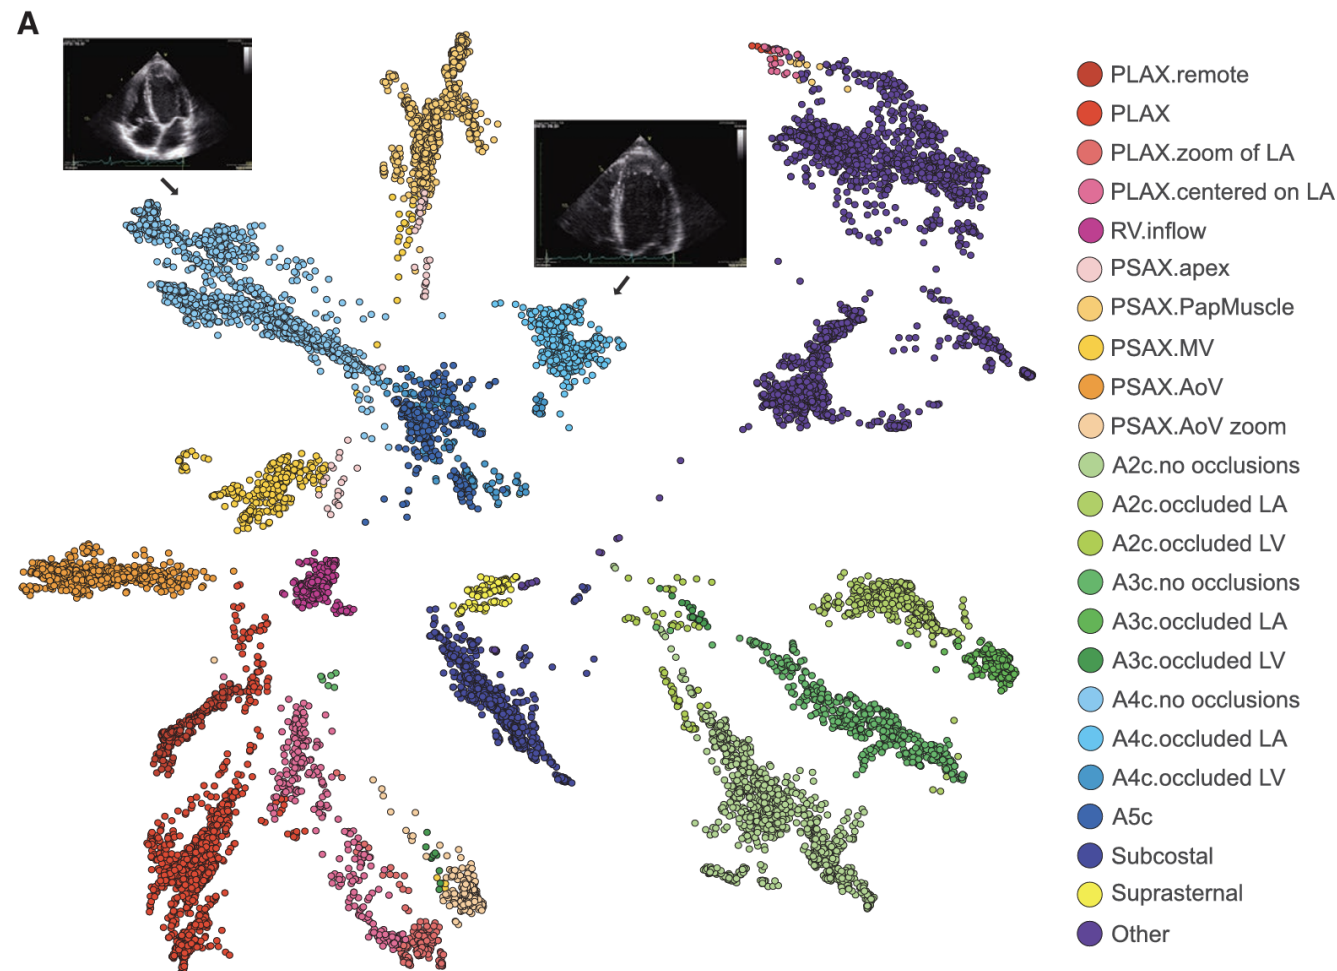 A
PLAX.remote
PLAX
PLAX.zoom of LA
PLAX.centered on LA
RV.inflow
PSAX.apex
PSAX.PapMuscle
PSAX.MV
PSAX.AoV
PSAX.AoV zoom
A2c.no occlusions
A2c.occluded LA
A2c.occluded LV
A3c.no occlusions
A3c.occluded LA
A3c.occluded LV
A4c.no occlusions
A4c.occluded LA
A4c.occluded LV
A5c
Subcostal
Suprasternal
Other